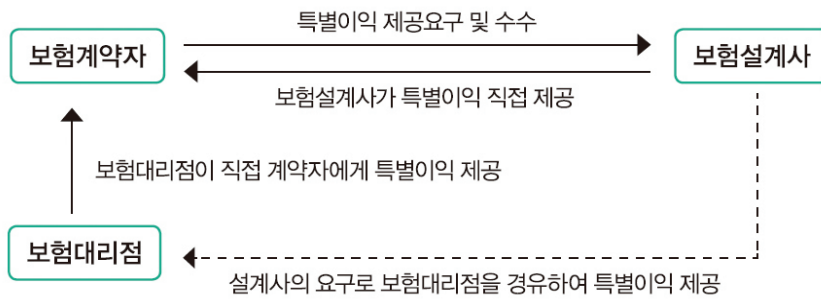 특별이익 제공요구 및 수수
보험계약자
보험설계사
보험설계사가 특별이익 직접 제공
보험대리점이 직접 계약자에게 특별이익 제공
보험대리점
설계사의 요구로 보험대리점을 경유하여 특별이익 제공